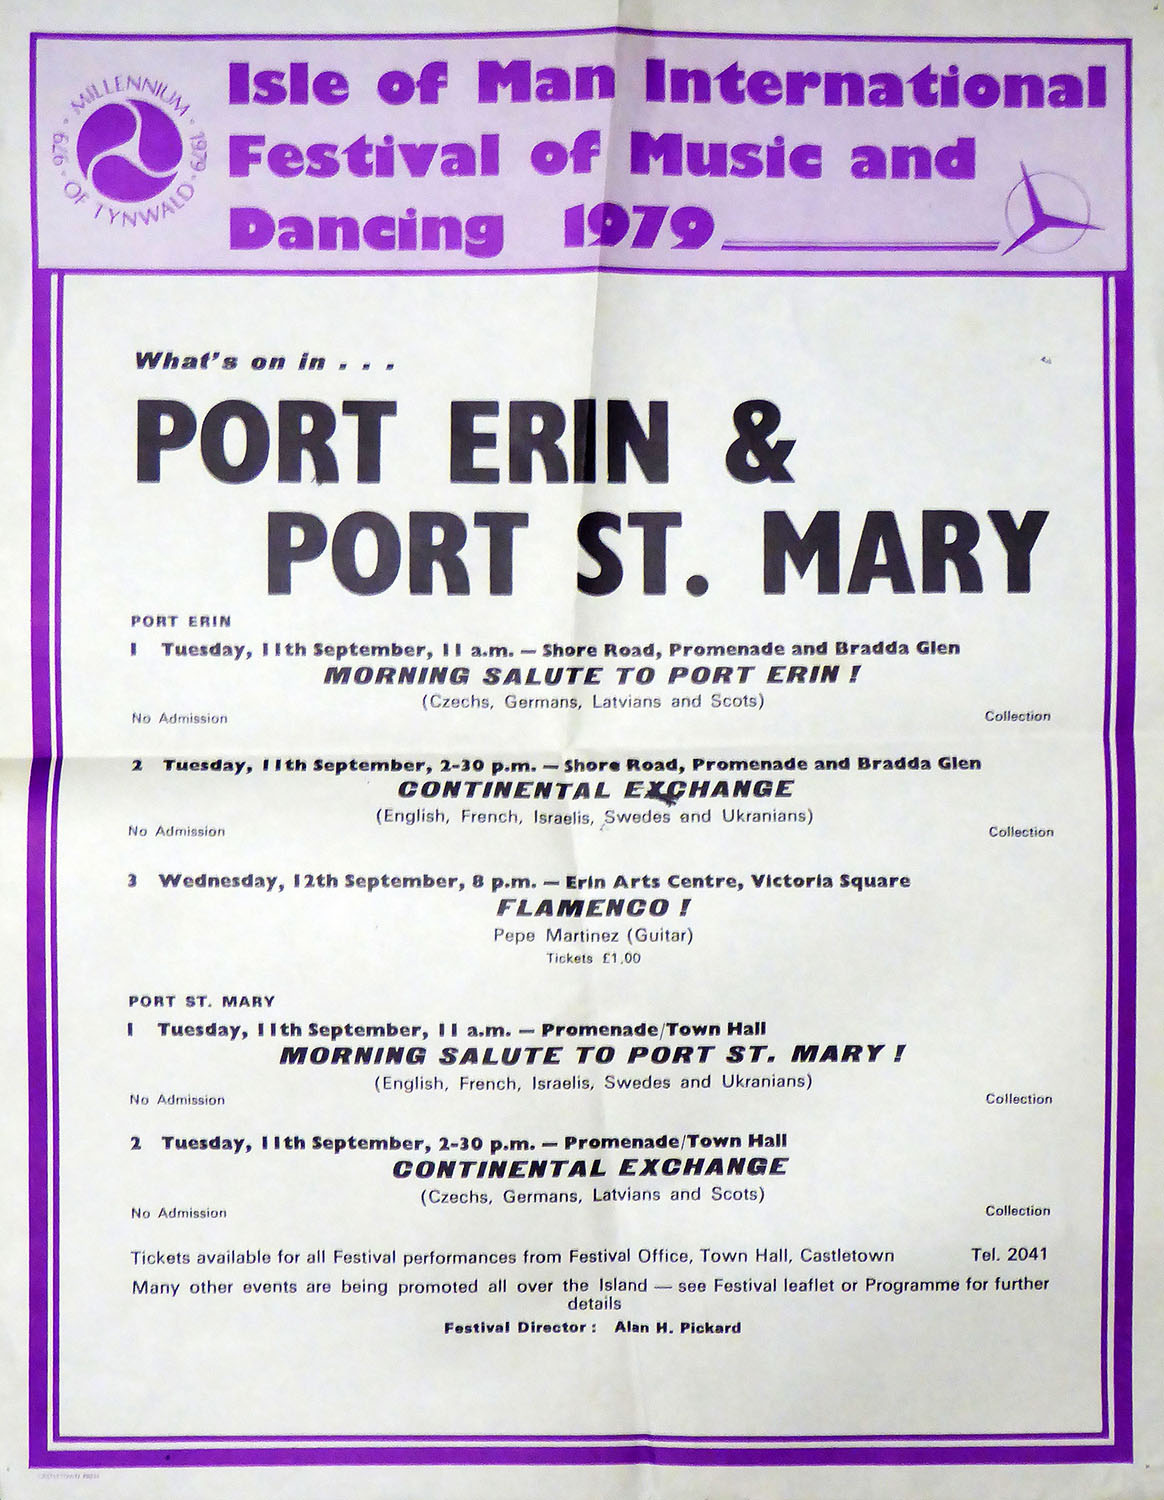 MILLENNIUM
979 · 1979
OF TYNWALD
Isle of Man International
Festival of Music and
Dancing 1979
What's on in . . .
PORT ERIN &
PORT ST. MARY
PORT ERIN
1 Tuesday, 11th September, 11 a.m. — Shore Road, Promenade and Bradda Glen
MORNING SALUTE TO PORT ERIN !
(Czechs, Germans, Latvians and Scots)
No Admission Collection
2 Tuesday, 11th September, 2-30 p.m. — Shore Road, Promenade and Bradda Glen
CONTINENTAL EXCHANGE
(English, French, Israelis, Swedes and Ukranians)
No Admission Collection
3 Wednesday, 12th September, 8 p.m. — Erin Arts Centre, Victoria Square
FLAMENCO !
Pepe Martinez (Guitar)
Tickets £1.00
PORT ST. MARY
1 Tuesday, 11th September, 11 a.m. — Promenade/Town Hall
MORNING SALUTE TO PORT ST. MARY !
(English, French, Israelis, Swedes and Ukranians)
No Admission Collection
2 Tuesday, 11th September, 2-30 p.m. — Promenade/Town Hall
CONTINENTAL EXCHANGE
(Czechs, Germans, Latvians and Scots)
No Admission Collection
Tickets available for all Festival performances from Festival Office, Town Hall, Castletown Tel. 2041
Many other events are being promoted all over the Island — see Festival leaflet or Programme for further
details
Festival Director : Alan H. Pickard
CASTLETOWN PRESS